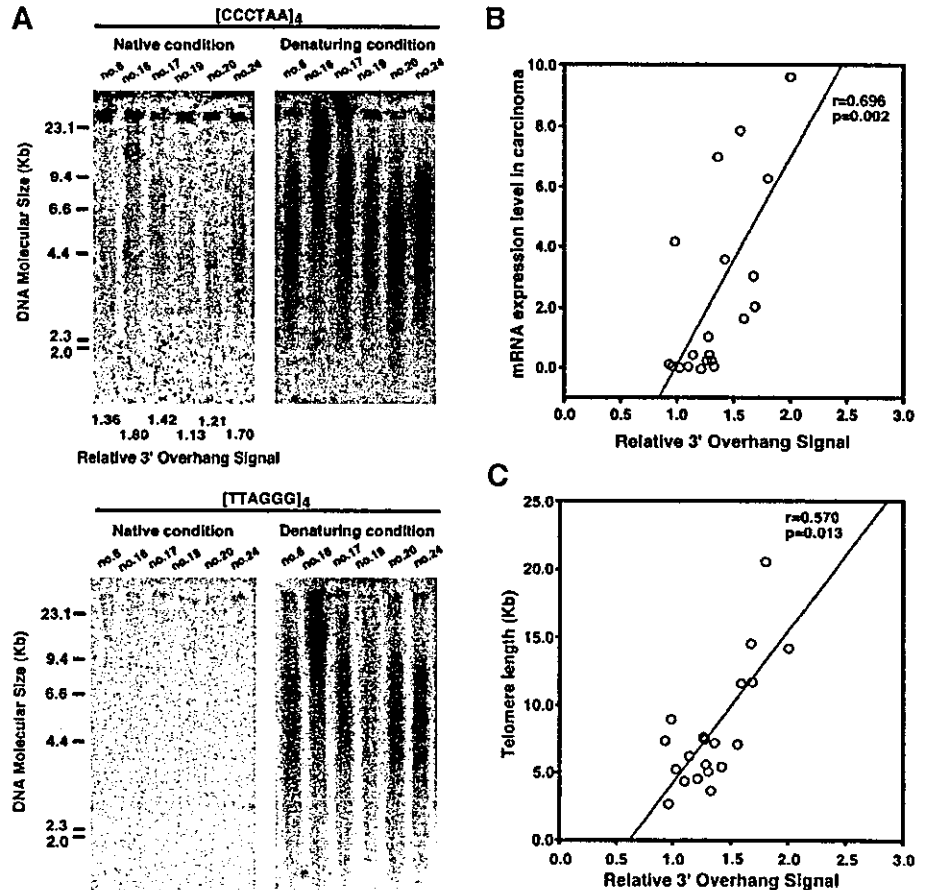 A
[CCCTAA]4
Native condition
Denaturing condition
no.6 no.16 no.17 no.19 no.20 no.24
no.6 no.16 no.17 no.19 no.20 no.24
DNA Molecular Size (Kb)
23.1
9.4
6.6
4.4
2.3
2.0
1.36 1.80 1.42 1.13 1.21 1.70
Relative 3' Overhang Signal
[TTAGGG]4
Native condition
Denaturing condition
no.6 no.16 no.17 no.18 no.20 no.24
no.6 no.16 no.17 no.19 no.20 no.24
DNA Molecular Size (Kb)
23.1
9.4
6.6
4.4
2.3
2.0
B
mRNA expression level in carcinoma
10.0
8.0
6.0
4.0
2.0
0.0
r=0.696
p=0.002
0.0 0.5 1.0 1.5 2.0 2.5 3.0
Relative 3' Overhang Signal
C
Telomere length (Kb)
25.0
20.0
15.0
10.0
5.0
0.0
r=0.570
p=0.013
0.0 0.5 1.0 1.5 2.0 2.5 3.0
Relative 3' Overhang Signal